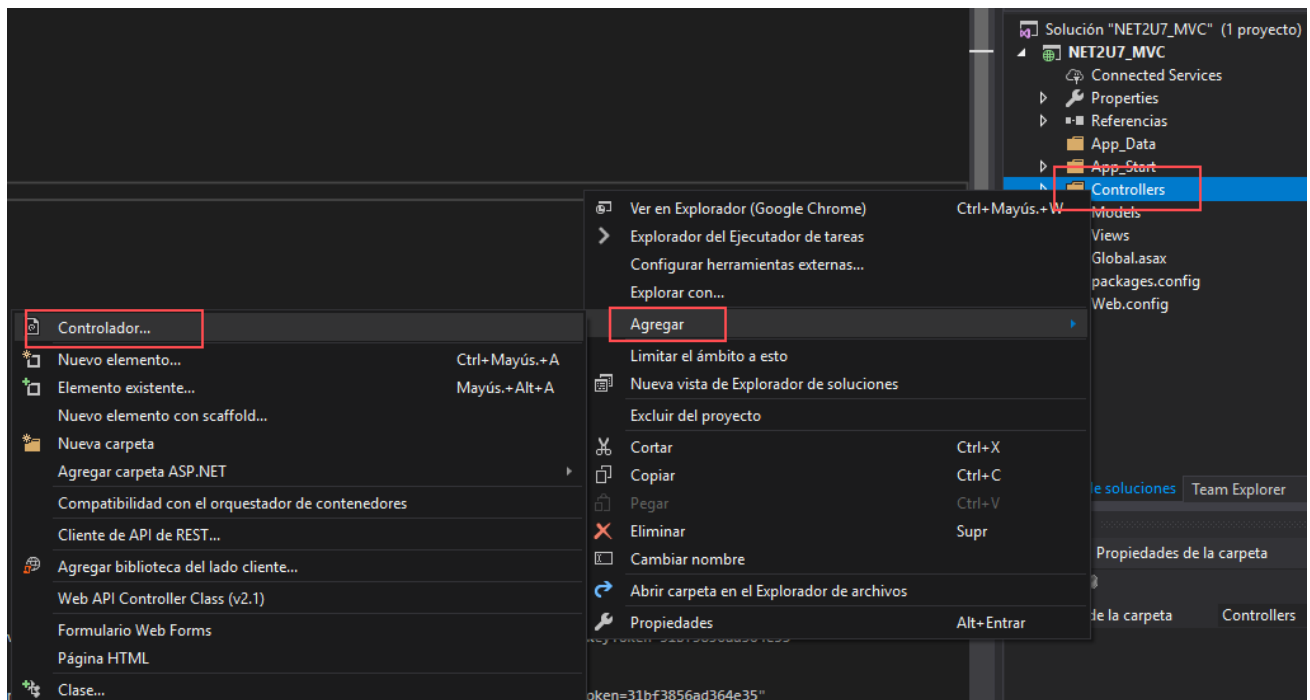 Solución "NET2U7_MVC" (1 proyecto)
NET2U7_MVC
Connected Services
Properties
Referencias
App_Data
App_Start
Controllers
Models
Views
Global.asax
packages.config
Web.config
Ver en Explorador (Google Chrome) Ctrl+Mayús.+W
Explorador del Ejecutador de tareas
Configurar herramientas externas...
Explorar con...
Agregar
Limitar el ámbito a esto
Nueva vista de Explorador de soluciones
Excluir del proyecto
Cortar Ctrl+X
Copiar Ctrl+C
Pegar Ctrl+V
Eliminar Supr
Cambiar nombre
Abrir carpeta en el Explorador de archivos
Propiedades Alt+Entrar
Controlador...
Nuevo elemento... Ctrl+Mayús.+A
Elemento existente... Mayús.+Alt+A
Nuevo elemento con scaffold...
Nueva carpeta
Agregar carpeta ASP.NET
Compatibilidad con el orquestador de contenedores
Cliente de API de REST...
Agregar biblioteca del lado cliente...
Web API Controller Class (v2.1)
Formulario Web Forms
Página HTML
Clase...
de soluciones Team Explorer
Propiedades de la carpeta
de la carpeta Controllers
oken=31bf3856ad364e35"